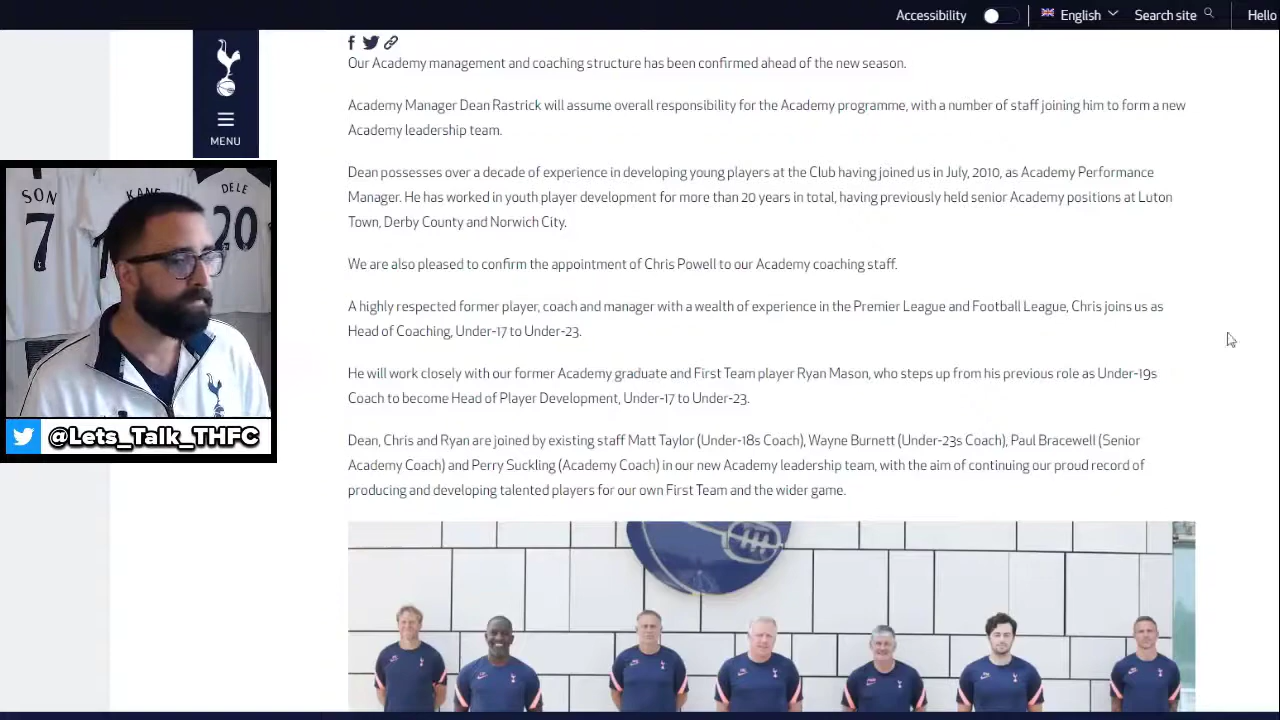 Accessibility English Search site Hello
MENU
Our Academy management and coaching structure has been confirmed ahead of the new season.
Academy Manager Dean Rastrick will assume overall responsibility for the Academy programme, with a number of staff joining him to form a new
Academy leadership team.
Dean possesses over a decade of experience in developing young players at the Club having joined us in July, 2010, as Academy Performance
Manager. He has worked in youth player development for more than 20 years in total, having previously held senior Academy positions at Luton
Town, Derby County and Norwich City.
We are also pleased to confirm the appointment of Chris Powell to our Academy coaching staff.
A highly respected former player, coach and manager with a wealth of experience in the Premier League and Football League, Chris joins us as
Head of Coaching, Under-17 to Under-23.
He will work closely with our former Academy graduate and First Team player Ryan Mason, who steps up from his previous role as Under-19s
Coach to become Head of Player Development, Under-17 to Under-23.
Dean, Chris and Ryan are joined by existing staff Matt Taylor (Under-18s Coach), Wayne Burnett (Under-23s Coach), Paul Bracewell (Senior
Academy Coach) and Perry Suckling (Academy Coach) in our new Academy leadership team, with the aim of continuing our proud record of
producing and developing talented players for our own First Team and the wider game.
SON
7
KANE
DELE
20
@Lets_Talk_THFC